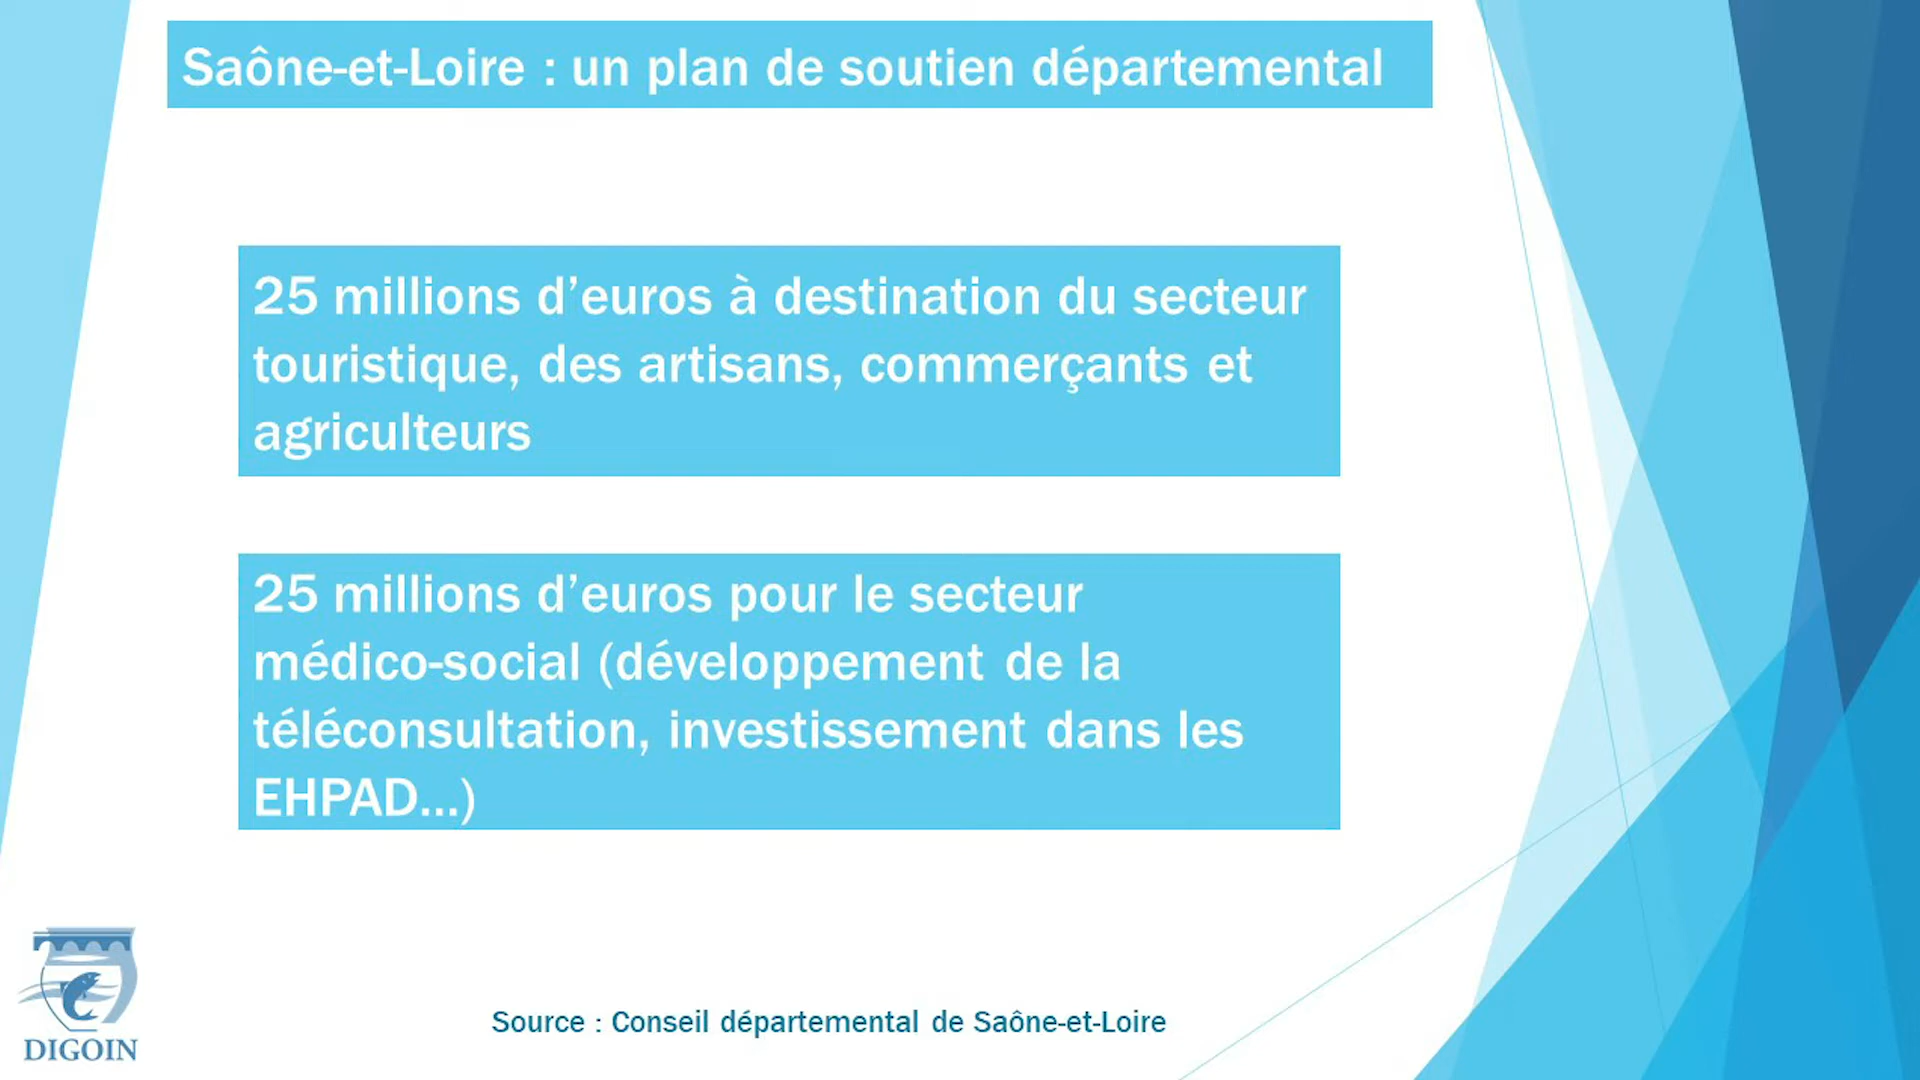 Saône-et-Loire : un plan de soutien départemental
25 millions d’euros à destination du secteur
touristique, des artisans, commerçants et
agriculteurs
25 millions d’euros pour le secteur
médico-social (développement de la
téléconsultation, investissement dans les
EHPAD...)
Source : Conseil départemental de Saône-et-Loire
DIGOIN